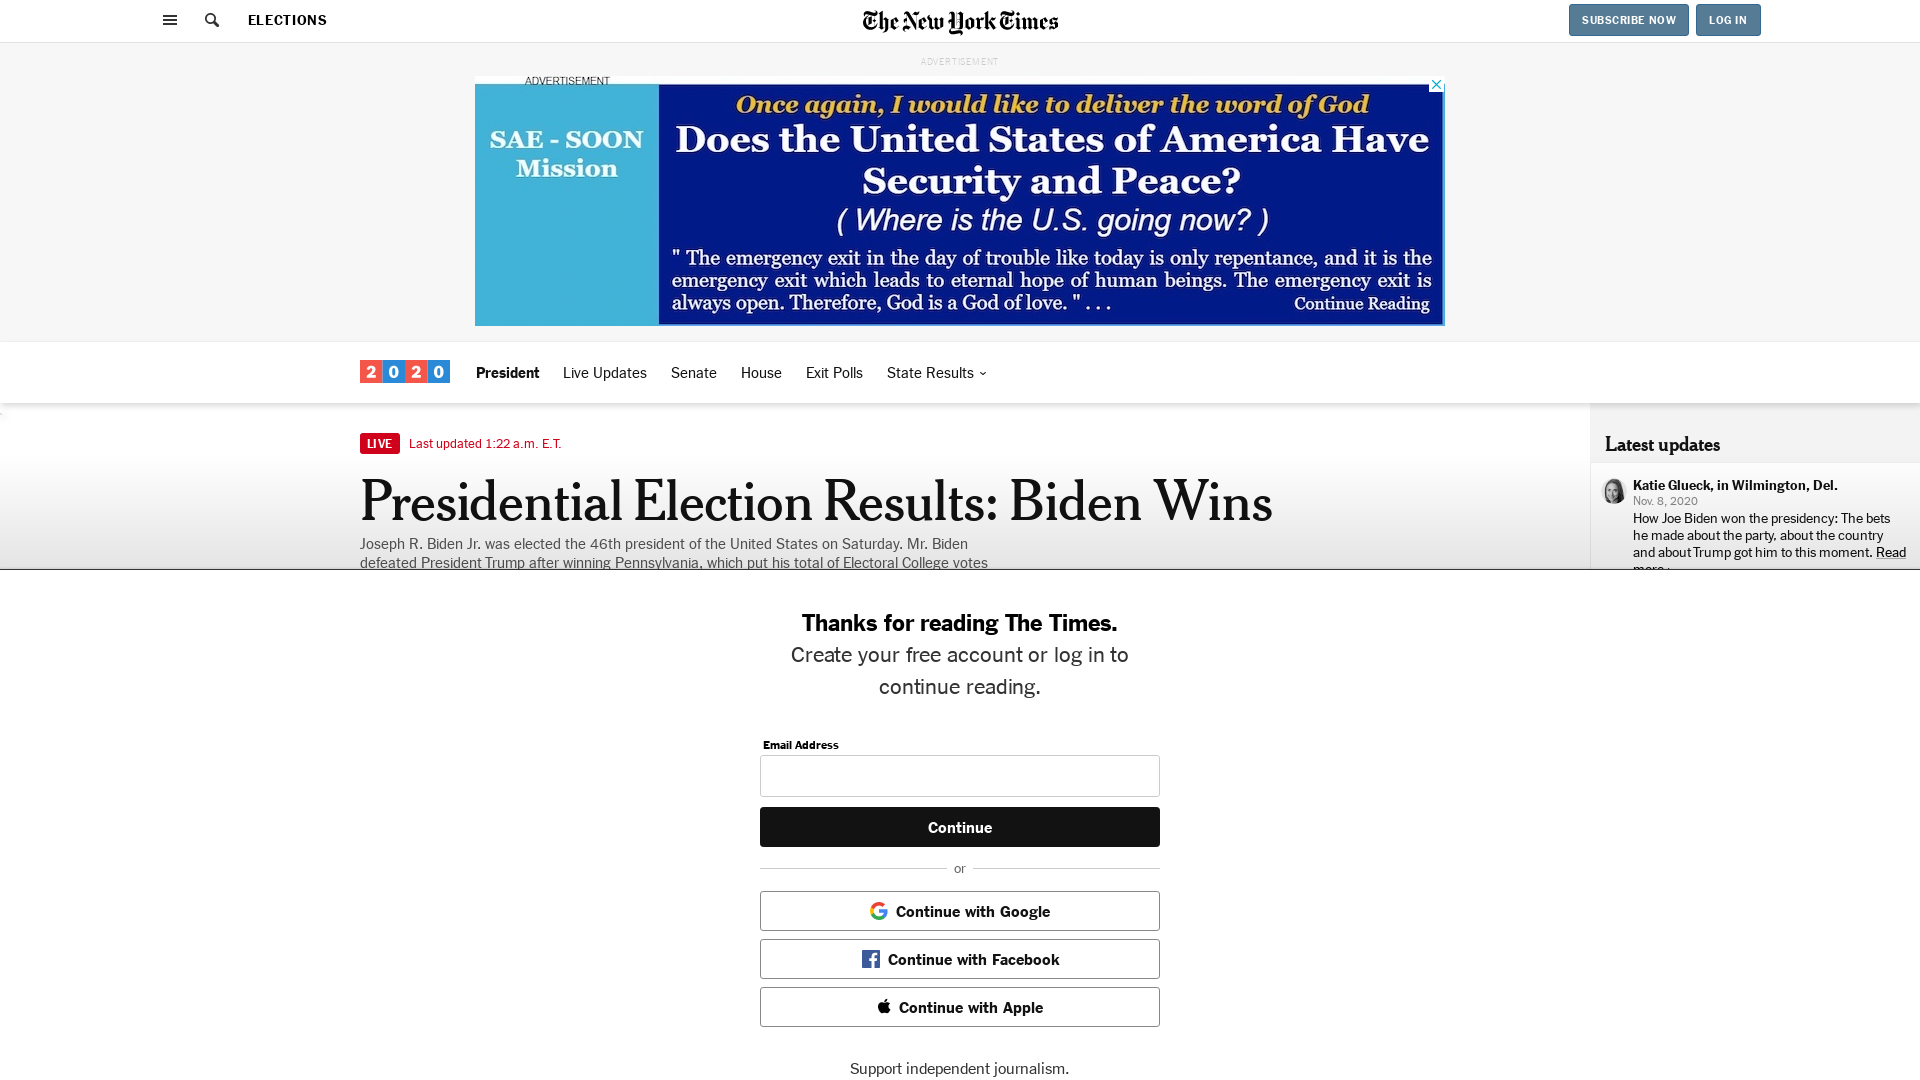 ELECTIONS
The New York Times
SUBSCRIBE NOW
LOG IN
ADVERTISEMENT
ADVERTISEMENT
SAE - SOON
Mission
Once again, I would like to deliver the word of God
Does the United States of America Have
Security and Peace?
( Where is the U.S. going now? )
" The emergency exit in the day of trouble like today is only repentance, and it is the
emergency exit which leads to eternal hope of human beings. The emergency exit is
always open. Therefore, God is a God of love. " . . .
Continue Reading
2020
President
Live Updates
Senate
House
Exit Polls
State Results
LIVE
Last updated 1:22 a.m. E.T.
Presidential Election Results: Biden Wins
Joseph R. Biden Jr. was elected the 46th president of the United States on Saturday. Mr. Biden
defeated President Trump after winning Pennsylvania, which put his total of Electoral College votes
Latest updates
Katie Glueck, in Wilmington, Del.
Nov. 8, 2020
How Joe Biden won the presidency: The bets
he made about the party, about the country
and about Trump got him to this moment. Read
Thanks for reading The Times.
Create your free account or log in to
continue reading.
Email Address
Continue
or
Continue with Google
Continue with Facebook
Continue with Apple
Support independent journalism.